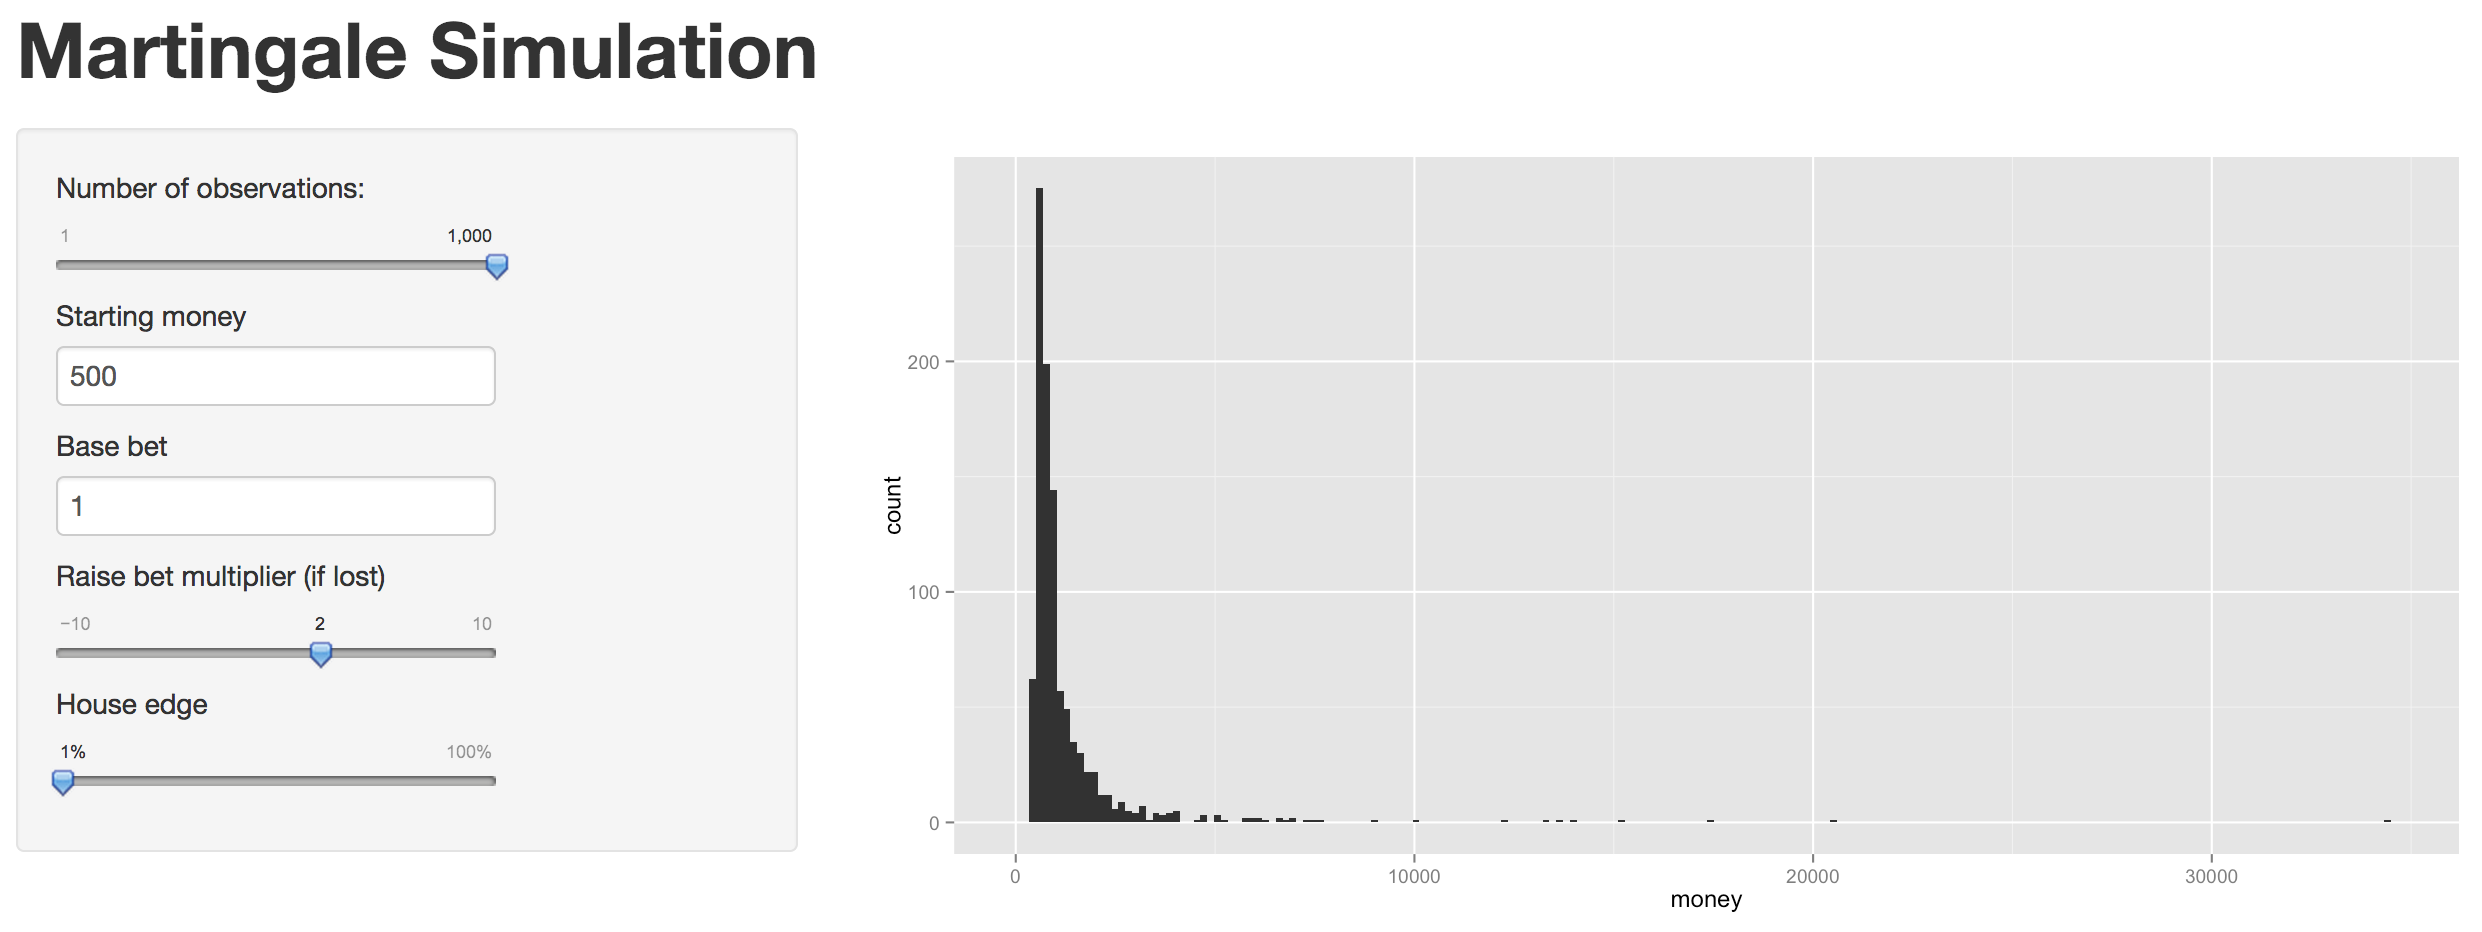 Martingale Simulation
Number of observations:
1 1,000
Starting money
500
Base bet
1
Raise bet multiplier (if lost)
−10 2 10
House edge
1% 100%
count
200
100
0
0 10000 20000 30000
money